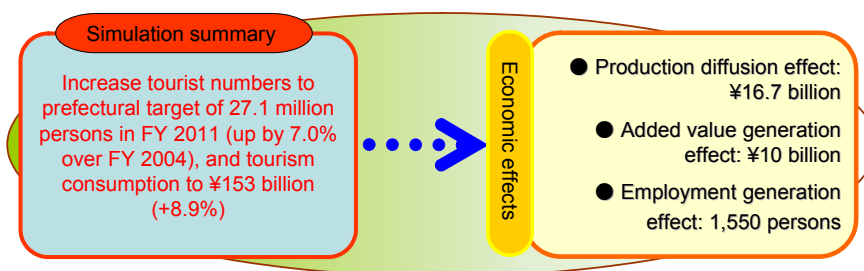 Simulation summary
Increase tourist numbers to
prefectural target of 27.1 million
persons in FY 2011 (up by 7.0%
over FY 2004), and tourism
consumption to ¥153 billion
(+8.9%)
Economic effects
● Production diffusion effect:
¥16.7 billion
● Added value generation
effect: ¥10 billion
● Employment generation
effect: 1,550 persons